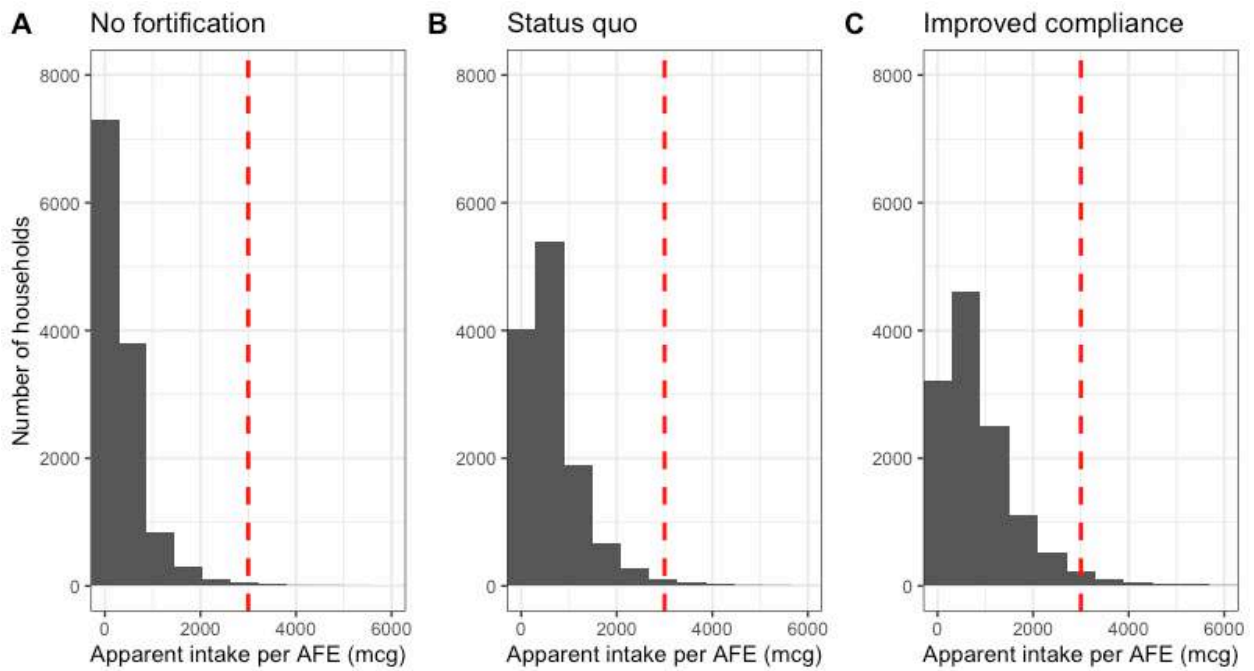 A No fortification
B Status quo
C Improved compliance
Number of households
8000
6000
4000
2000
0
8000
6000
4000
2000
0
8000
6000
4000
2000
0
0 2000 4000 6000
0 2000 4000 6000
0 2000 4000 6000
Apparent intake per AFE (mcg)
Apparent intake per AFE (mcg)
Apparent intake per AFE (mcg)